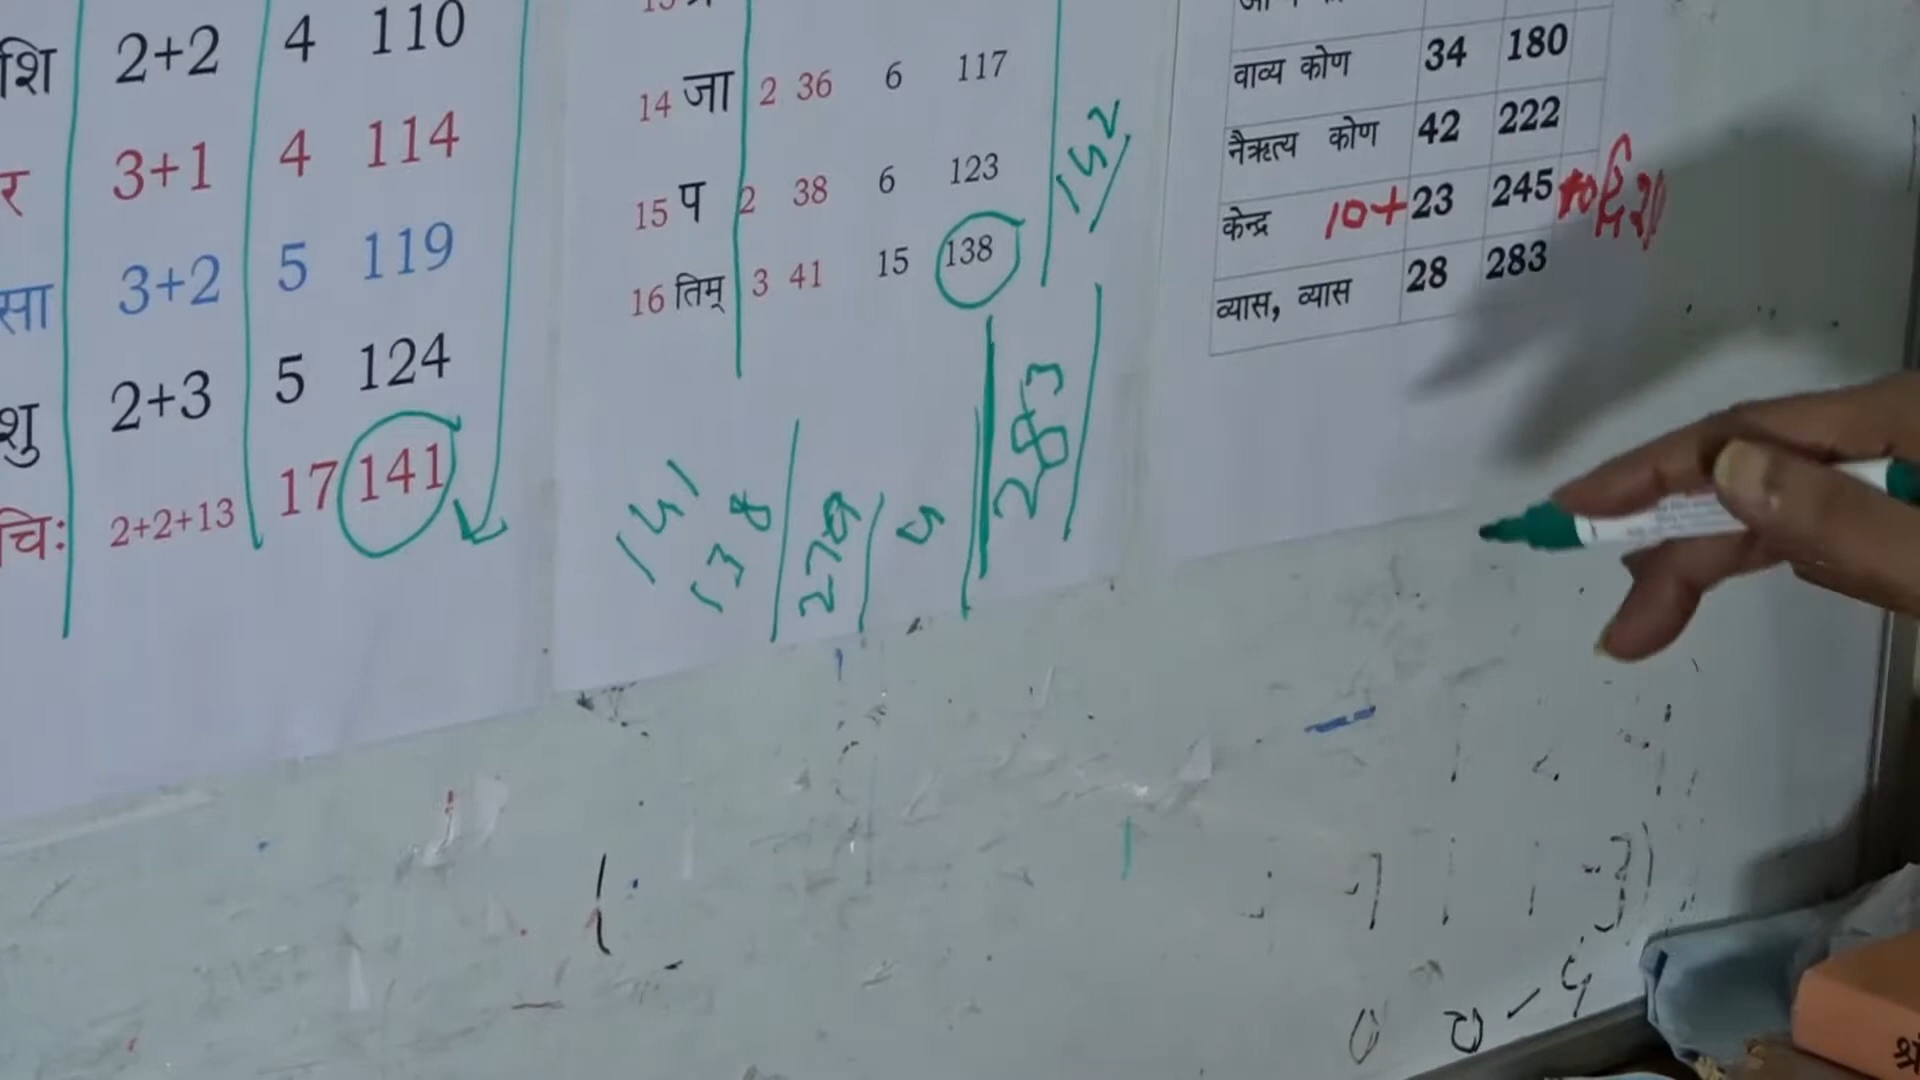 शि 2+2 4 110
र 3+1 4 114
सा 3+2 5 119
शु 2+3 5 124
चिः 2+2+13 17 141
14 जा 2 36 6 117
15 प 2 38 6 123
16 तिम् 3 41 15 138
141
138
279
283
वाव्य कोण 34 180
नैऋत्य कोण 42 222
केन्द्र 10+23 245
व्यास, व्यास 28 283